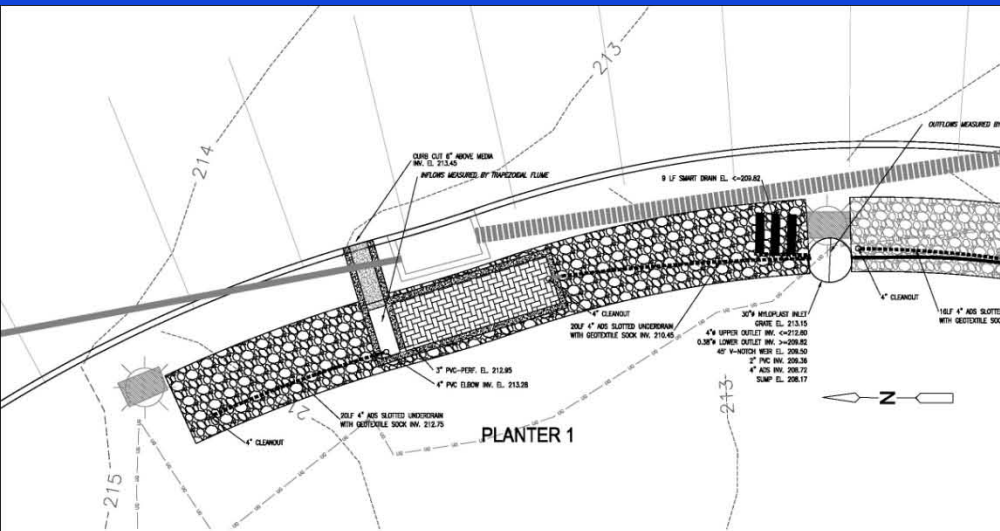 213
214
CURB CUT 6" ABOVE MEDIA
INV. EL 213.45
INFLOWS MEASURED BY TRAPEZOIDAL FLUME
OUTFLOWS MEASURED BY
9 LF SMART DRAIN EL. <=209.82
4" CLEANOUT
20LF 4" ADS SLOTTED UNDERDRAIN
WITH GEOTEXTILE SOCK INV. 210.45
30"ø NYLOPLAST INLET
GRATE EL. 213.15
4"ø UPPER OUTLET INV. <=212.60
0.38"ø LOWER OUTLET INV. >=209.82
45' V-NOTCH WEIR EL. 209.50
2" PVC INV. 209.36
4" ADS INV. 208.72
SUMP EL. 208.17
4" CLEANOUT
16LF 4" ADS SLOTTE
WITH GEOTEXTILE SOC
3" PVC-PERF. EL. 212.95
4" PVC ELBOW INV. EL. 213.28
20LF 4" ADS SLOTTED UNDERDRAIN
WITH GEOTEXTILE SOCK INV. 212.75
4" CLEANOUT
PLANTER 1
213
N
215